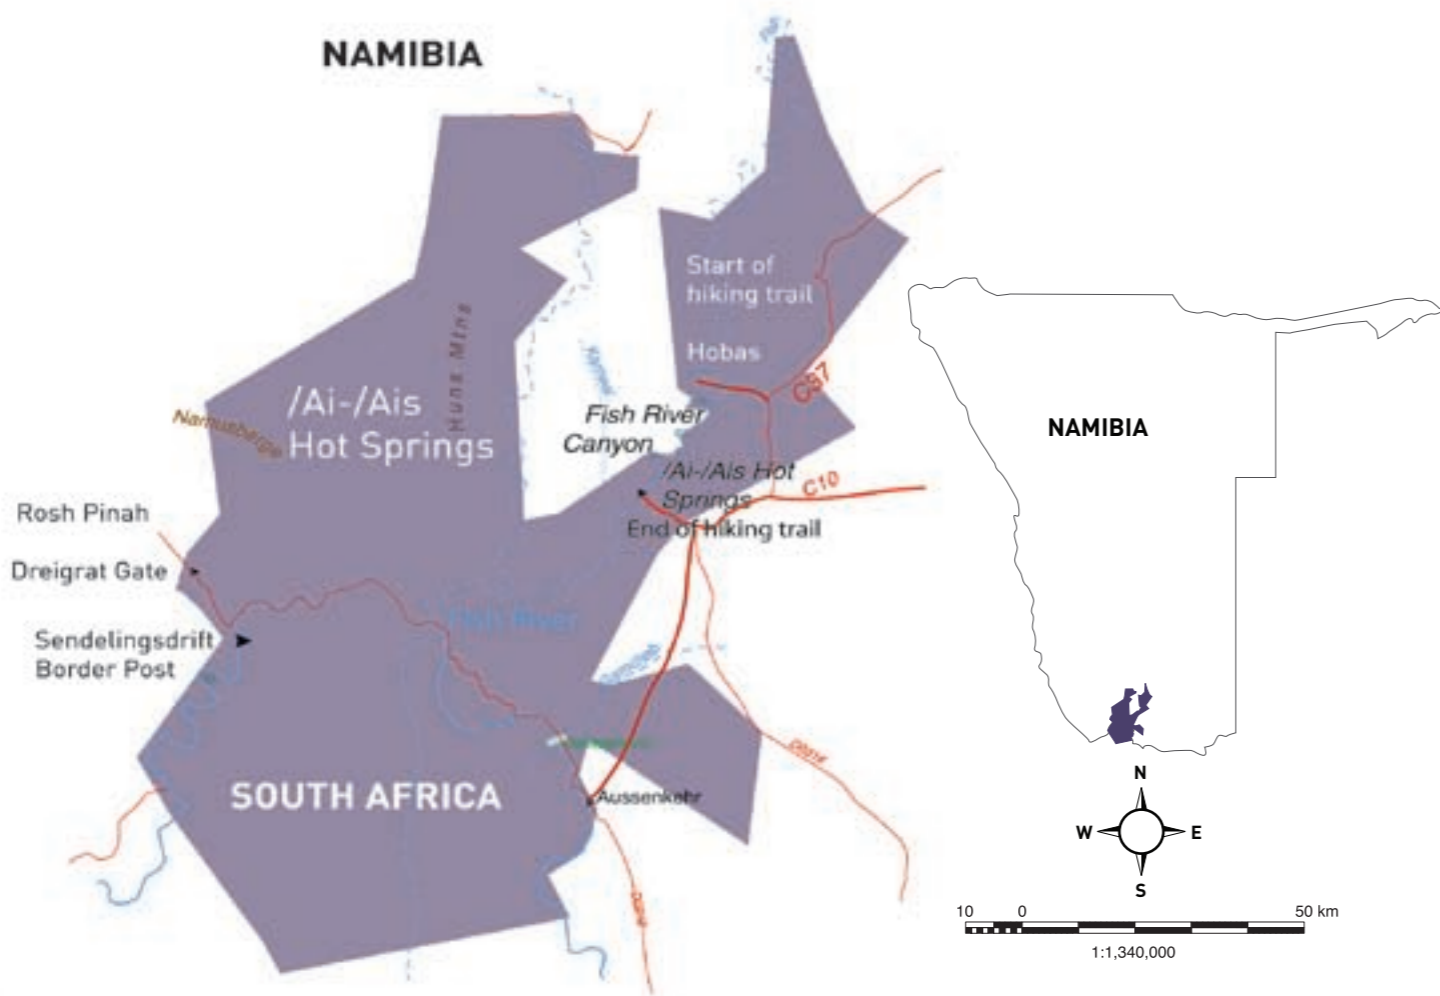 NAMIBIA
Start of
hiking trail
Hobas
C37
Huns Mtns
/Ai-/Ais
Hot Springs
Namusberge
Fish River
Canyon
/Ai-/Ais Hot
Springs
End of hiking trail
C10
Rosh Pinah
Dreigrat Gate
Sendelingsdrift
Border Post
River
SOUTH AFRICA
Aussenkehr
NAMIBIA
N
W
E
S
10
0
50 km
1:1,340,000